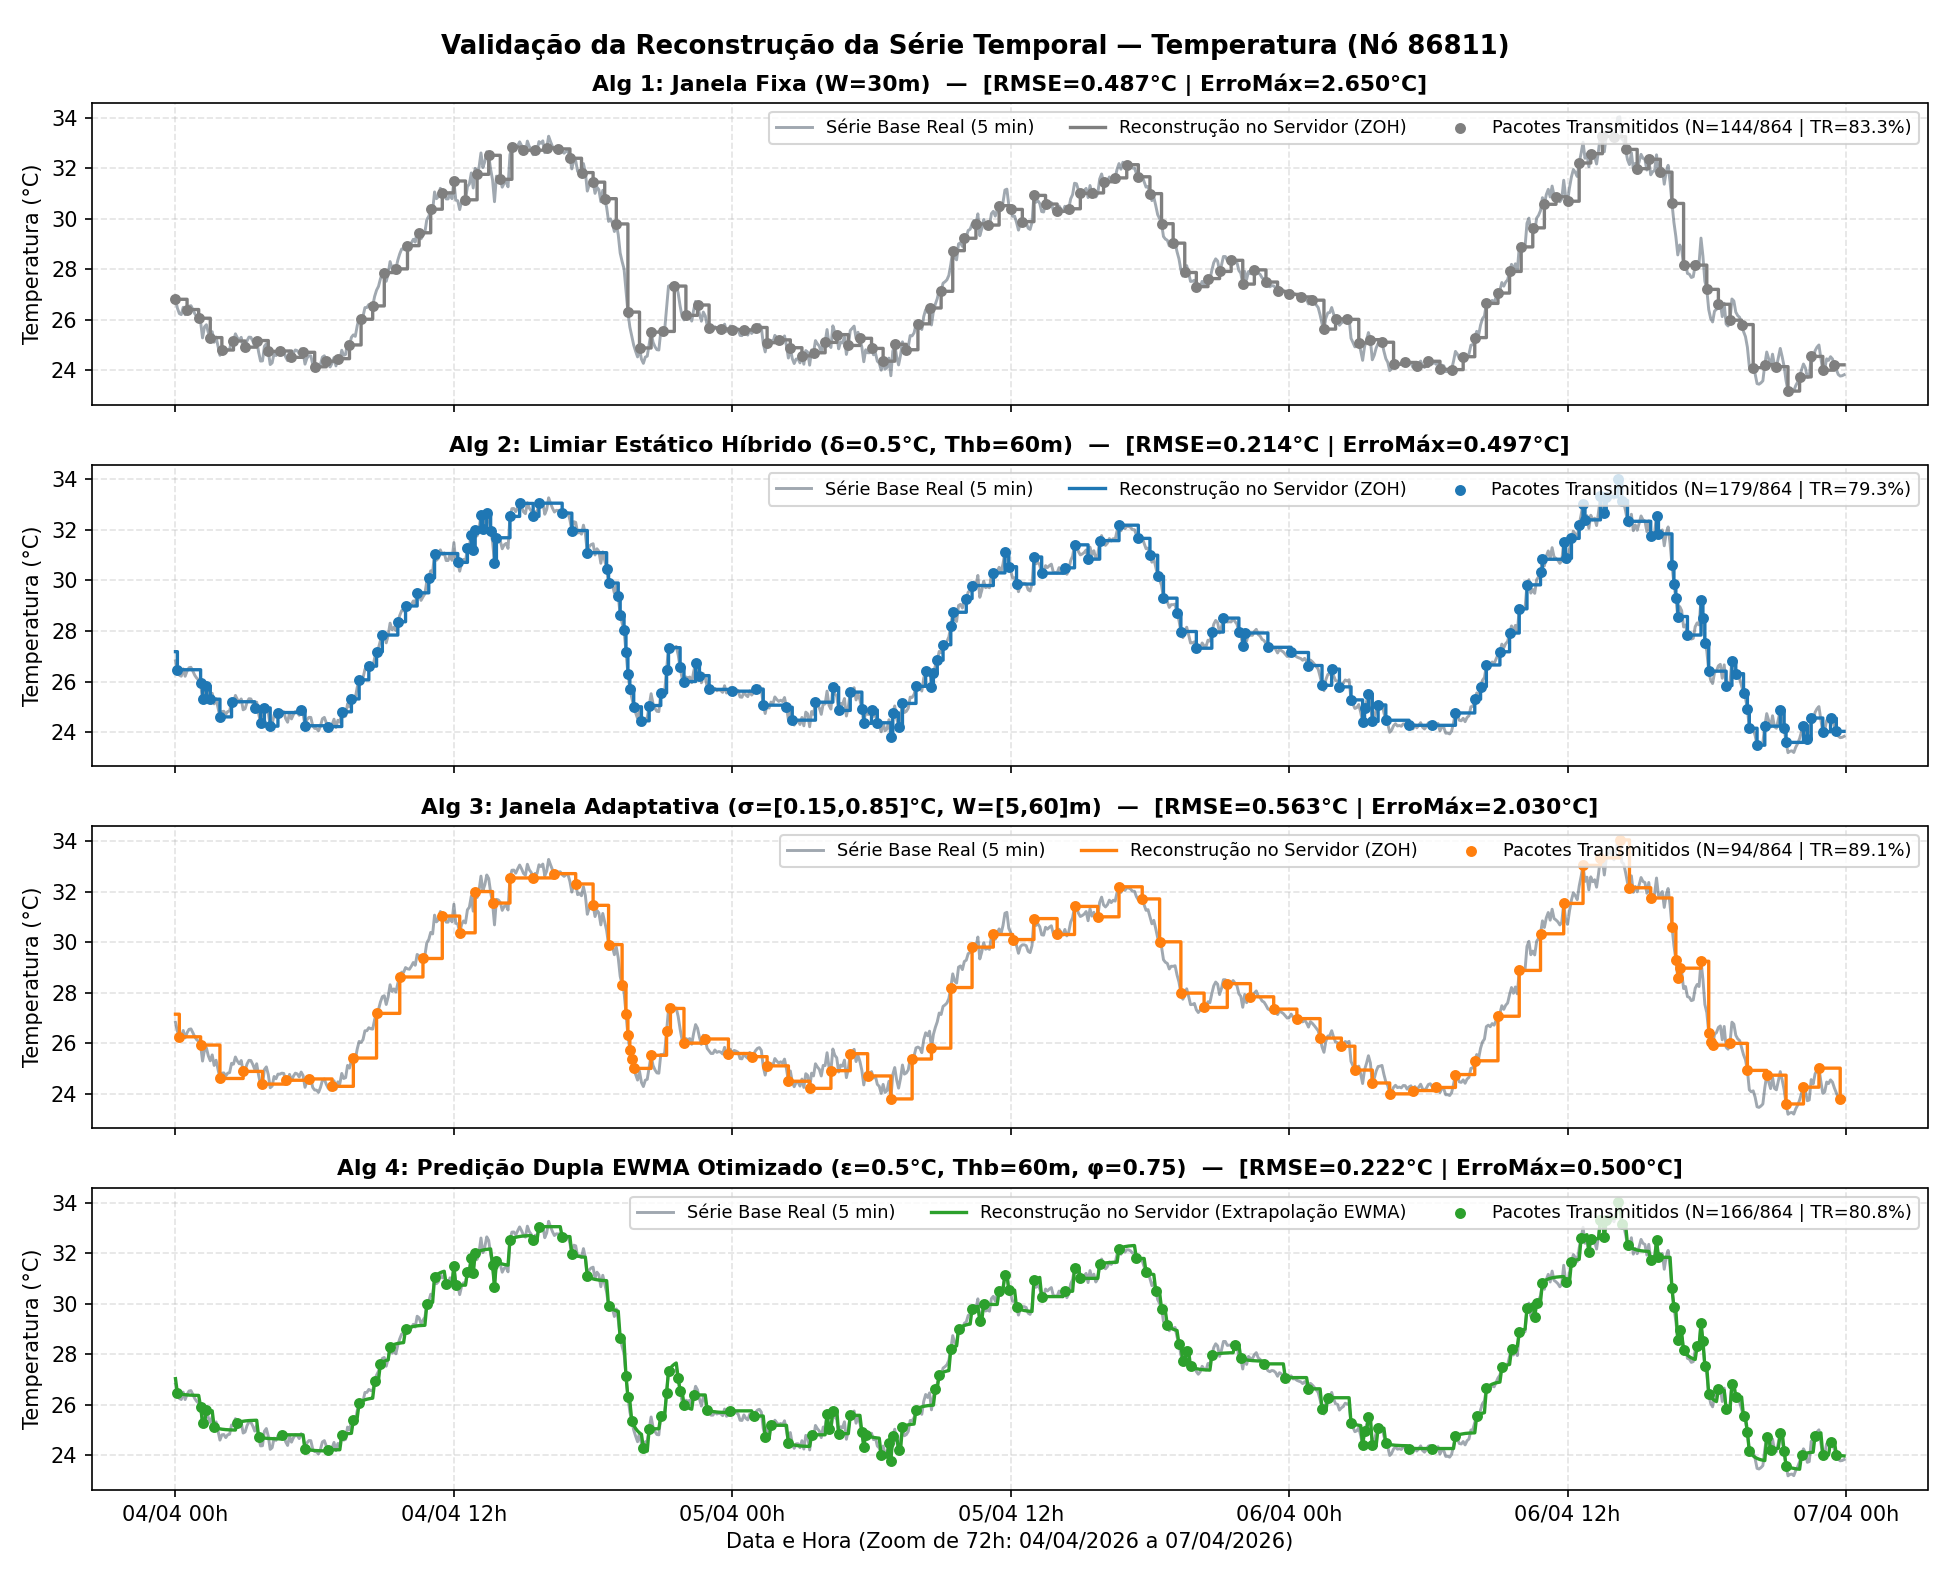 Validação da Reconstrução da Série Temporal — Temperatura (Nó 86811)
Alg 1: Janela Fixa (W=30m) — [RMSE=0.487°C | ErroMáx=2.650°C]
Série Base Real (5 min) Reconstrução no Servidor (ZOH) Pacotes Transmitidos (N=144/864 | TR=83.3%)
Temperatura (°C)
34
32
30
28
26
24
Alg 2: Limiar Estático Híbrido (δ=0.5°C, Thb=60m) — [RMSE=0.214°C | ErroMáx=0.497°C]
Série Base Real (5 min) Reconstrução no Servidor (ZOH) Pacotes Transmitidos (N=179/864 | TR=79.3%)
Temperatura (°C)
34
32
30
28
26
24
Alg 3: Janela Adaptativa (σ=[0.15,0.85]°C, W=[5,60]m) — [RMSE=0.563°C | ErroMáx=2.030°C]
Série Base Real (5 min) Reconstrução no Servidor (ZOH) Pacotes Transmitidos (N=94/864 | TR=89.1%)
Temperatura (°C)
34
32
30
28
26
24
Alg 4: Predição Dupla EWMA Otimizado (ε=0.5°C, Thb=60m, φ=0.75) — [RMSE=0.222°C | ErroMáx=0.500°C]
Série Base Real (5 min) Reconstrução no Servidor (Extrapolação EWMA) Pacotes Transmitidos (N=166/864 | TR=80.8%)
Temperatura (°C)
34
32
30
28
26
24
04/04 00h 04/04 12h 05/04 00h 05/04 12h 06/04 00h 06/04 12h 07/04 00h
Data e Hora (Zoom de 72h: 04/04/2026 a 07/04/2026)